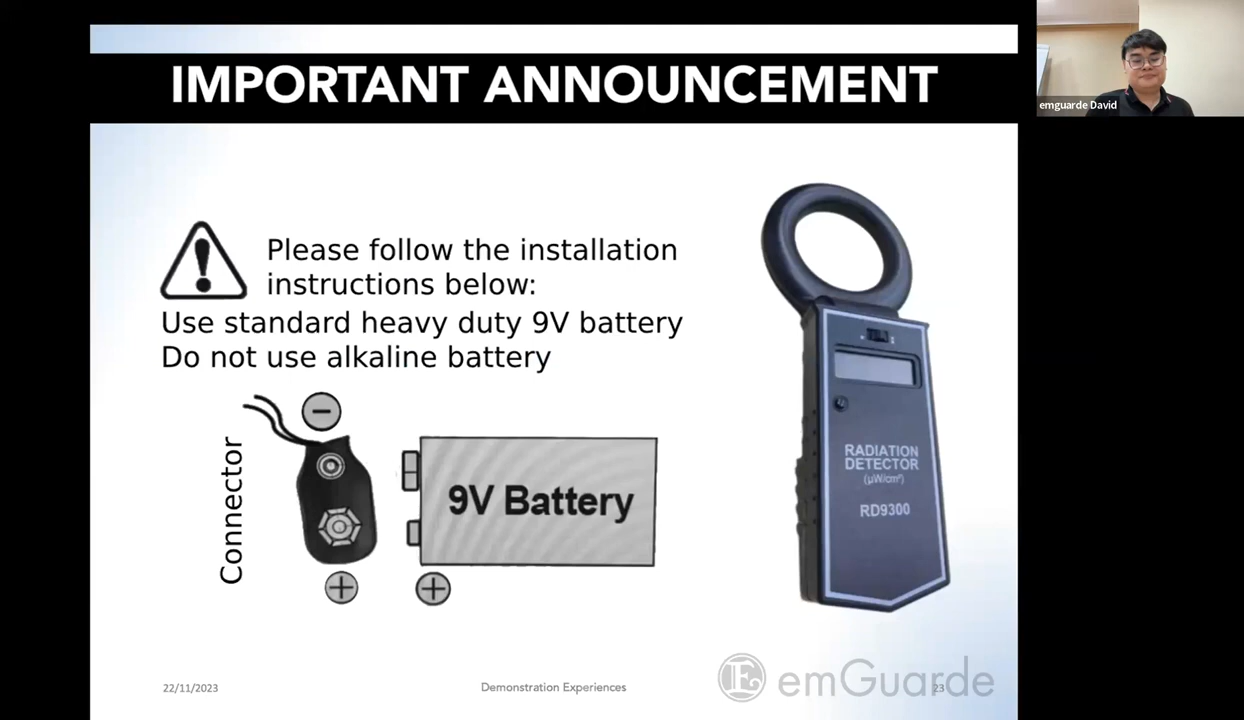 IMPORTANT ANNOUNCEMENT
emguarde David
Please follow the installation
instructions below:
Use standard heavy duty 9V battery
Do not use alkaline battery
Connector
9V Battery
RADIATION
DETECTOR
(µW/cm²)
RD9300
22/11/2023
Demonstration Experiences
emGuarde
23